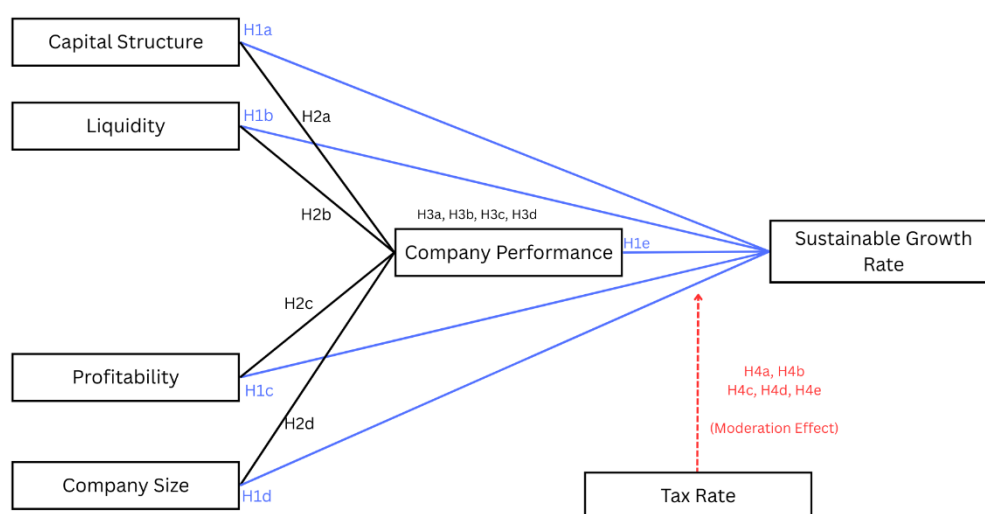 H1a
Capital Structure
H1b
Liquidity
H2a
H2b
H3a, H3b, H3c, H3d
Company Performance
H1e
Sustainable Growth
Rate
H2c
Profitability
H1c
H4a, H4b
H4c, H4d, H4e
(Moderation Effect)
H2d
Company Size
H1d
Tax Rate